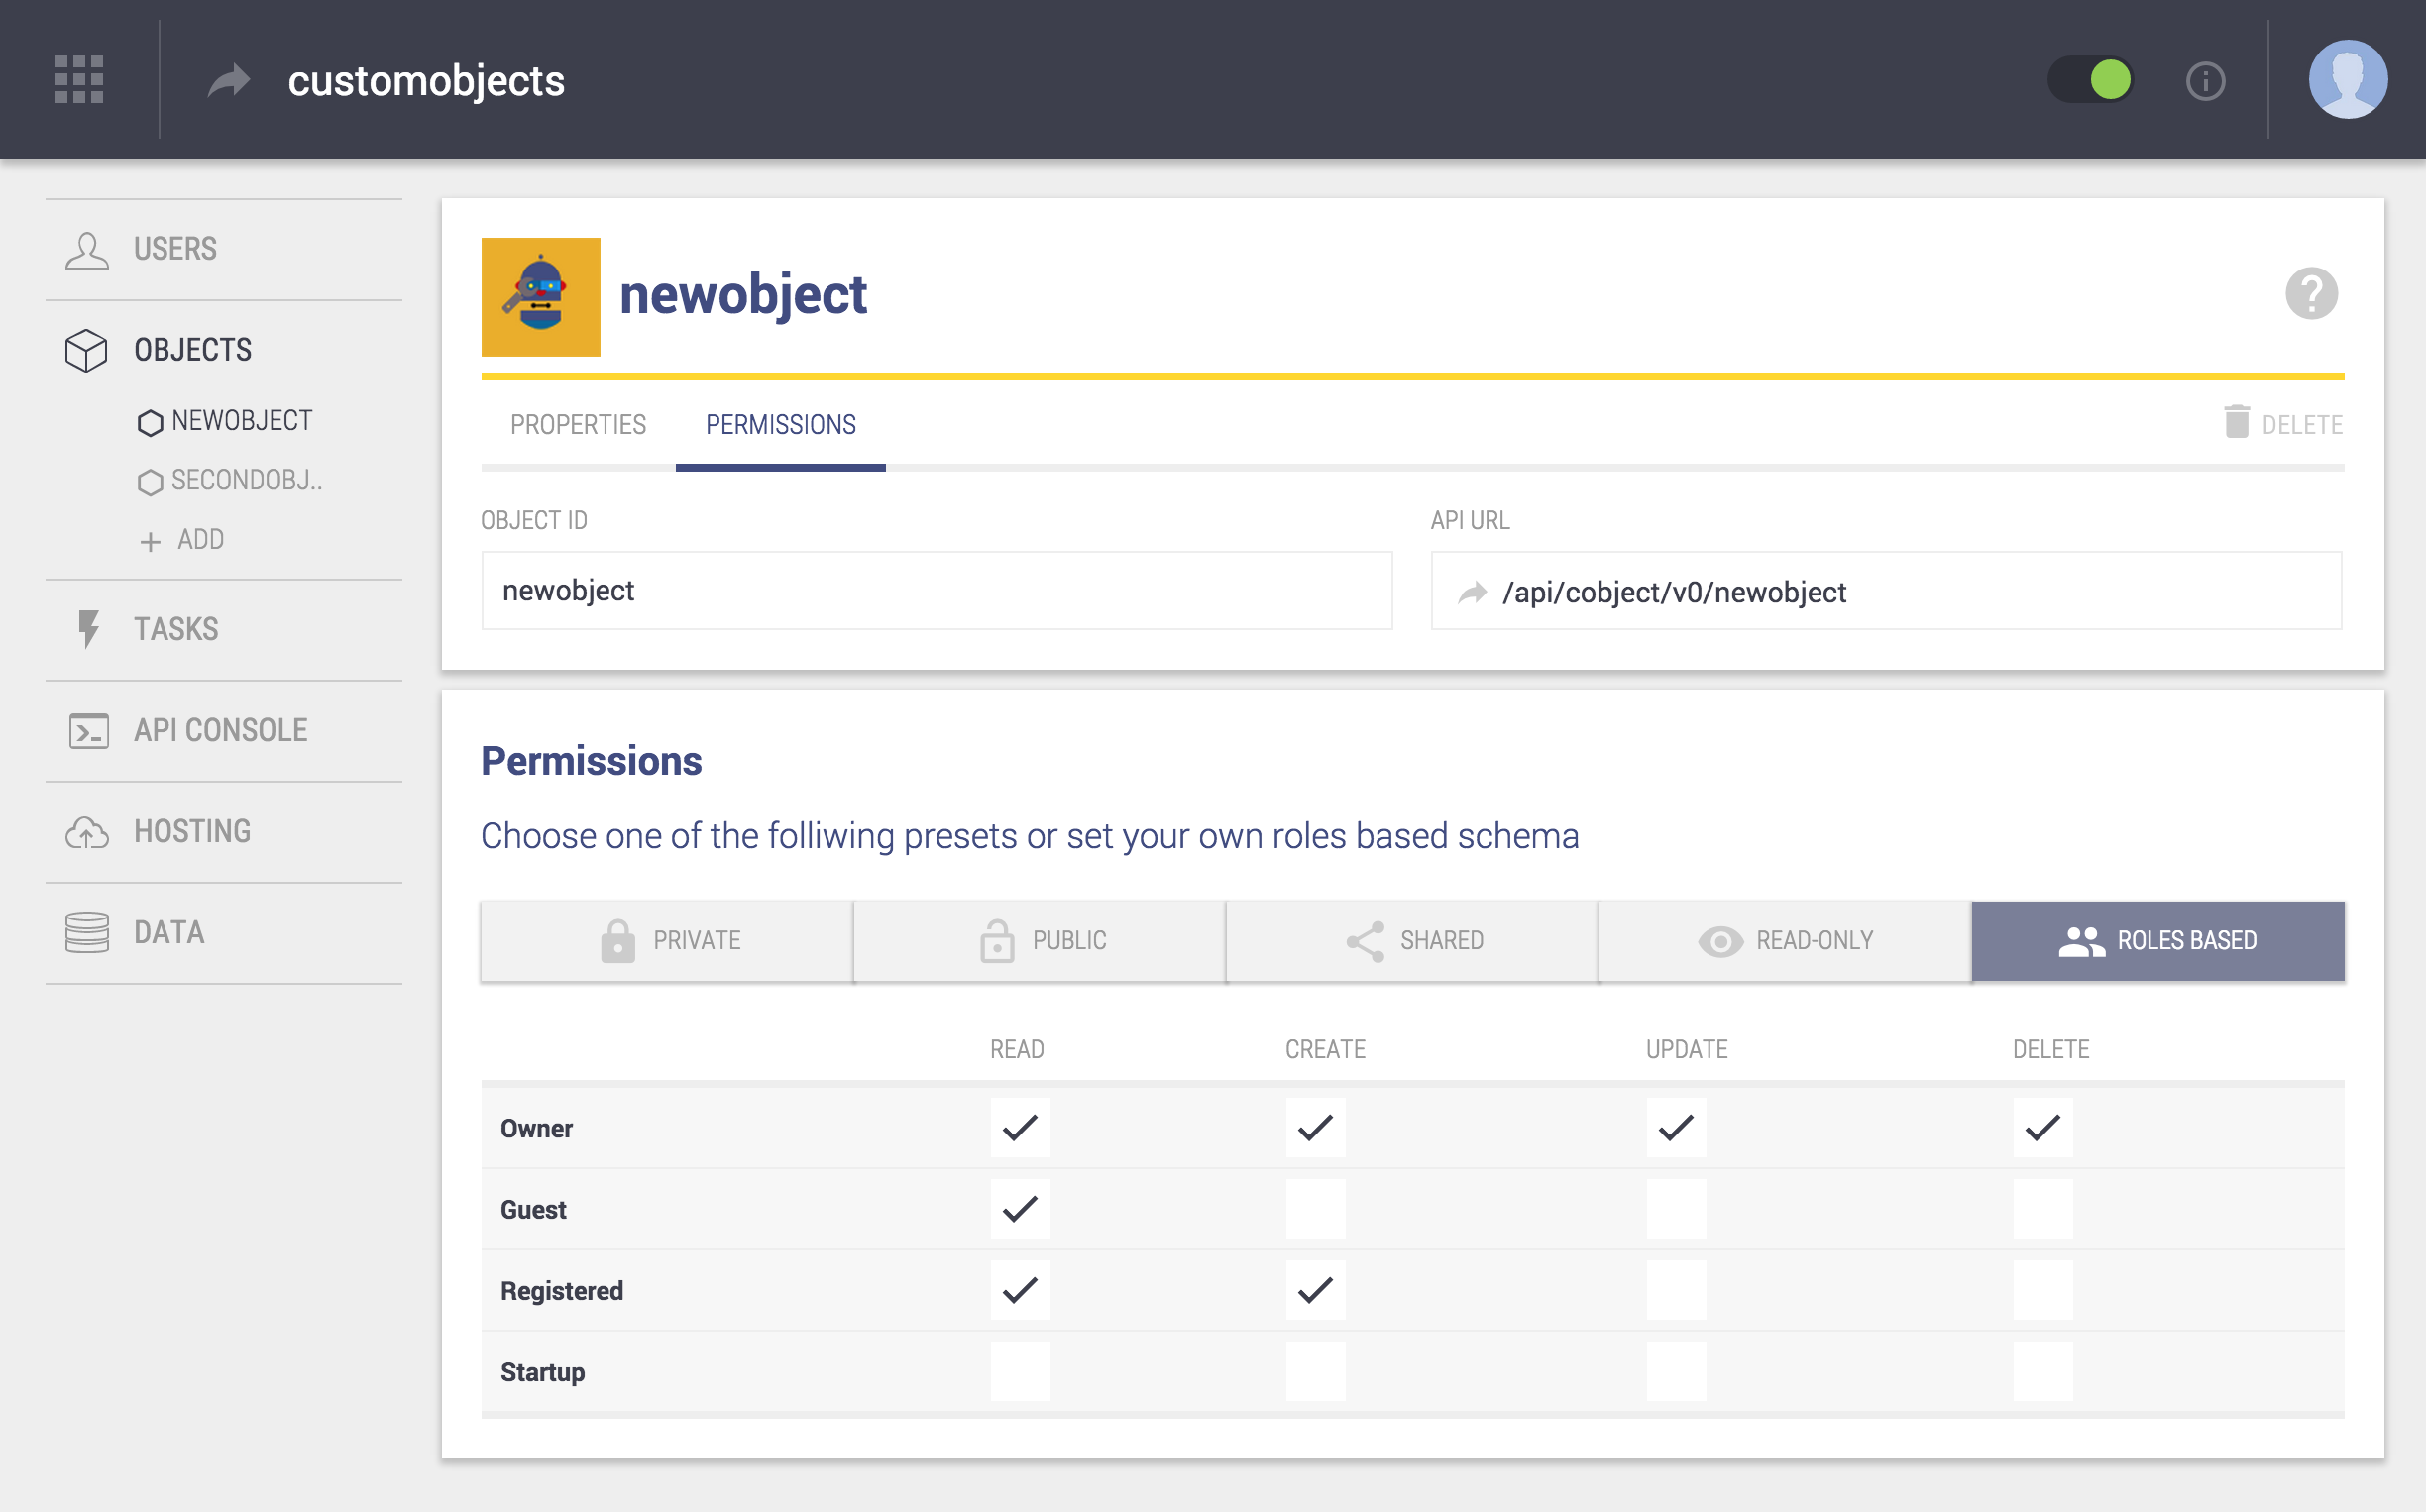 customobjects
USERS
OBJECTS
NEWOBJECT
SECONDOBJ..
+ ADD
TASKS
API CONSOLE
HOSTING
DATA
newobject
PROPERTIES PERMISSIONS DELETE
OBJECT ID API URL
newobject /api/cobject/v0/newobject
Permissions
Choose one of the folliwing presets or set your own roles based schema
PRIVATE PUBLIC SHARED READ-ONLY ROLES BASED
READ CREATE UPDATE DELETE
Owner
Guest
Registered
Startup